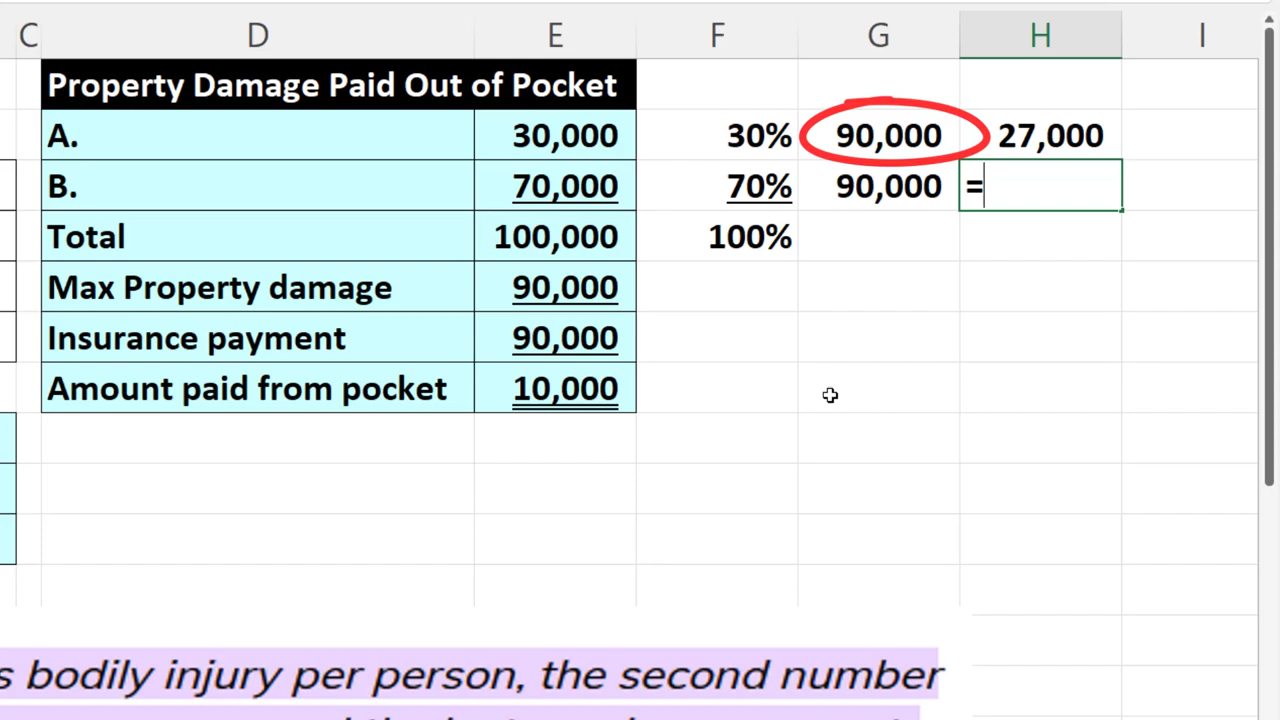 C D E F G H I
Property Damage Paid Out of Pocket
A. 30,000 30% 90,000 27,000
B. 70,000 70% 90,000 =
Total 100,000 100%
Max Property damage 90,000
Insurance payment 90,000
Amount paid from pocket 10,000
s bodily injury per person, the second number